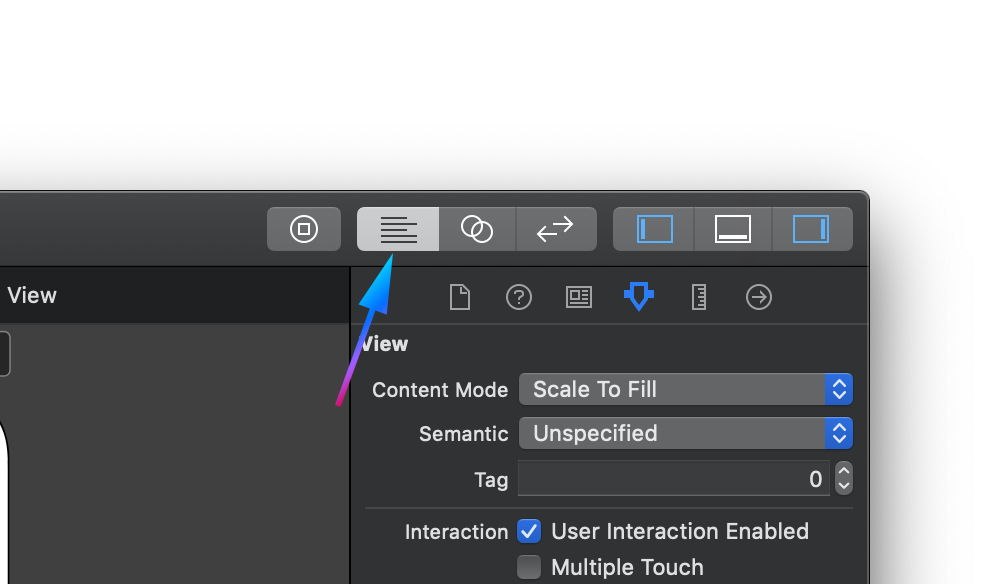 View
View
Content Mode Scale To Fill
Semantic Unspecified
Tag 0
Interaction User Interaction Enabled
Multiple Touch